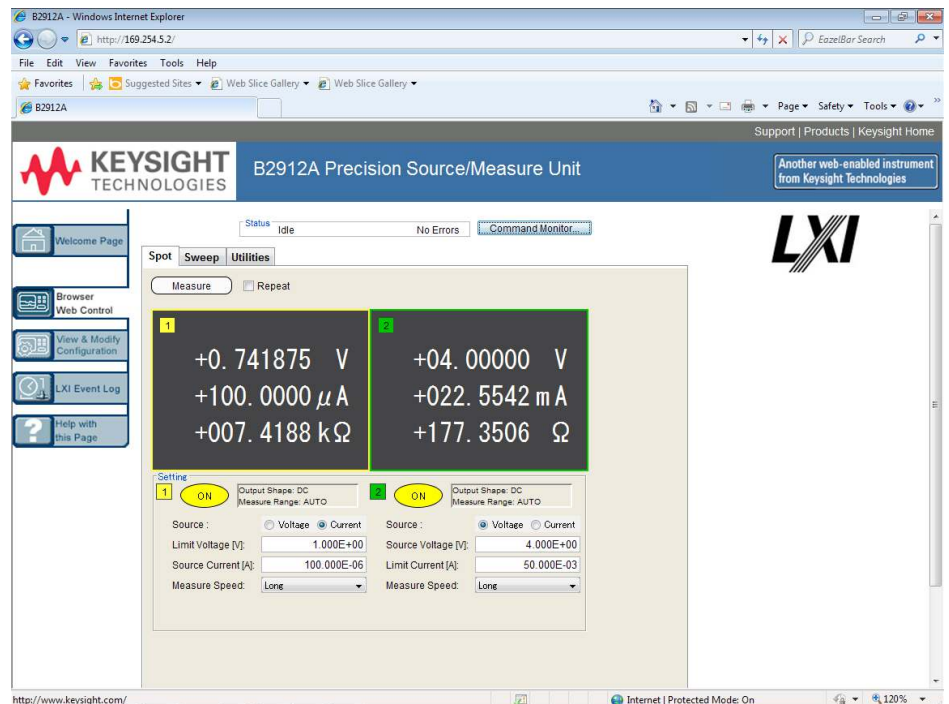 B2912A - Windows Internet Explorer
http://169.254.5.2/
EazelBar Search
File Edit View Favorites Tools Help
Favorites Suggested Sites Web Slice Gallery Web Slice Gallery
B2912A
Page Safety Tools
Support | Products | Keysight Home
KEYSIGHT
TECHNOLOGIES
B2912A Precision Source/Measure Unit
Another web-enabled instrument
from Keysight Technologies
Welcome Page
Browser
Web Control
View & Modify
Configuration
LXI Event Log
Help with
this Page
Status
Idle No Errors Command Monitor...
LXI
Spot Sweep Utilities
Measure Repeat
1
+0.741875 V
+100.0000 μA
+007.4188 kΩ
2
+04.00000 V
+022.5542 mA
+177.3506 Ω
Setting
1 ON Output Shape: DC
Measure Range: AUTO
Source : Voltage Current
Limit Voltage [V]: 1.000E+00
Source Current [A]: 100.000E-06
Measure Speed: Long
2 ON Output Shape: DC
Measure Range: AUTO
Source : Voltage Current
Source Voltage [V]: 4.000E+00
Limit Current [A]: 50.000E-03
Measure Speed: Long
http://www.keysight.com/
Internet | Protected Mode: On
120%